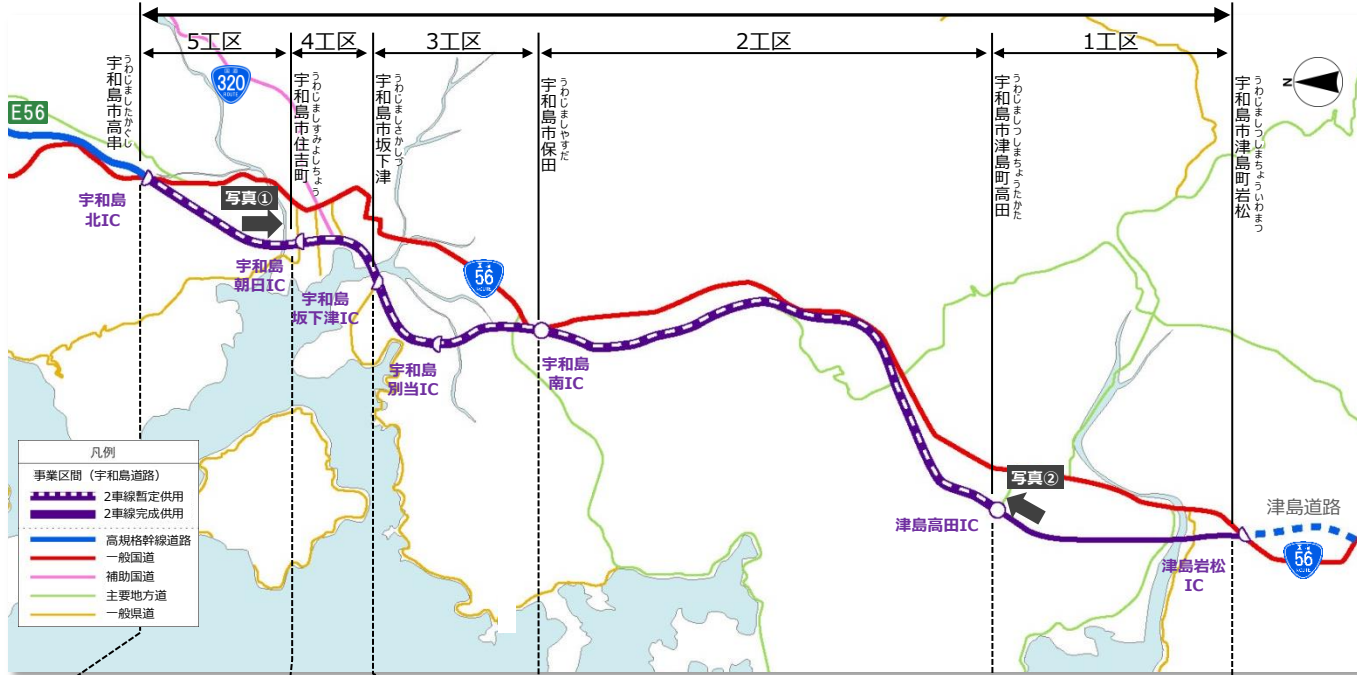 5工区
4工区
3工区
2工区
1工区
宇和島市高串
うわじましたかぐし
宇和島市住吉町
うわじましすみよしちょう
宇和島市坂下津
うわじましさかしづ
宇和島市保田
うわじましやすだ
宇和島市津島町高田
うわじましつしまちょうたかた
宇和島市津島町岩松
うわじましつしまちょういわまつ
N
E56
国道
320
ROUTE
写真①
宇和島
北IC
宇和島
朝日IC
宇和島
坂下津IC
宇和島
別当IC
56
ROUTE
宇和島
南IC
写真②
津島高田IC
津島岩松
IC
津島道路
56
ROUTE
凡例
事業区間（宇和島道路）
2車線暫定供用
2車線完成供用
高規格幹線道路
一般国道
補助国道
主要地方道
一般県道